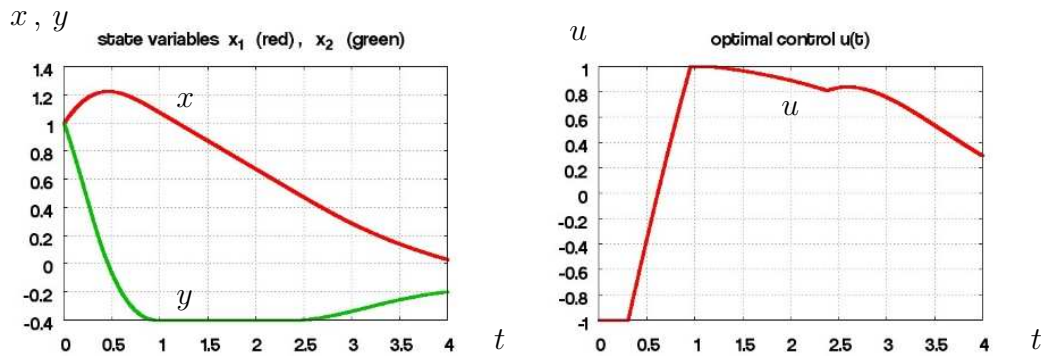 x , y
state variables x1 (red) , x2 (green)
1.4
1.2
1
0.8
0.6
0.4
0.2
0
-0.2
-0.4
x
y
0 0.5 1 1.5 2 2.5 3 3.5 4
t
u
optimal control u(t)
1
0.8
0.6
0.4
0.2
0
-0.2
-0.4
-0.6
-0.8
-1
u
0 0.5 1 1.5 2 2.5 3 3.5 4
t